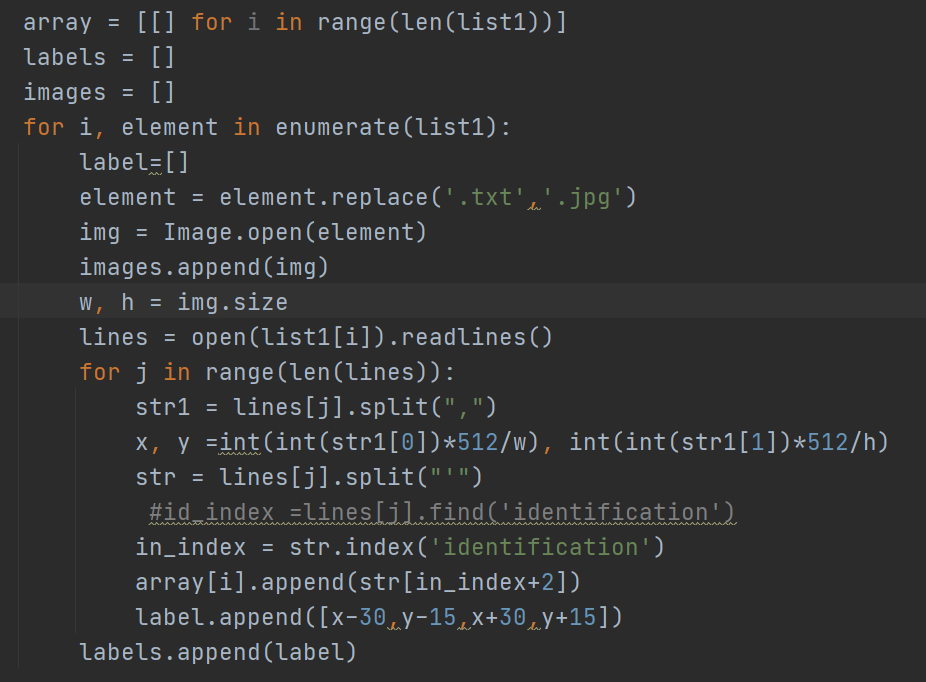 array = [[] for i in range(len(list1))]
labels = []
images = []
for i, element in enumerate(list1):
    label=[]
    element = element.replace('.txt','.jpg')
    img = Image.open(element)
    images.append(img)
    w, h = img.size
    lines = open(list1[i]).readlines()
    for j in range(len(lines)):
        str1 = lines[j].split(",")
        x, y =int(int(str1[0])*512/w), int(int(str1[1])*512/h)
        str = lines[j].split("'")
         #id_index =lines[j].find('identification')
        in_index = str.index('identification')
        array[i].append(str[in_index+2])
        label.append([x-30,y-15,x+30,y+15])
    labels.append(label)